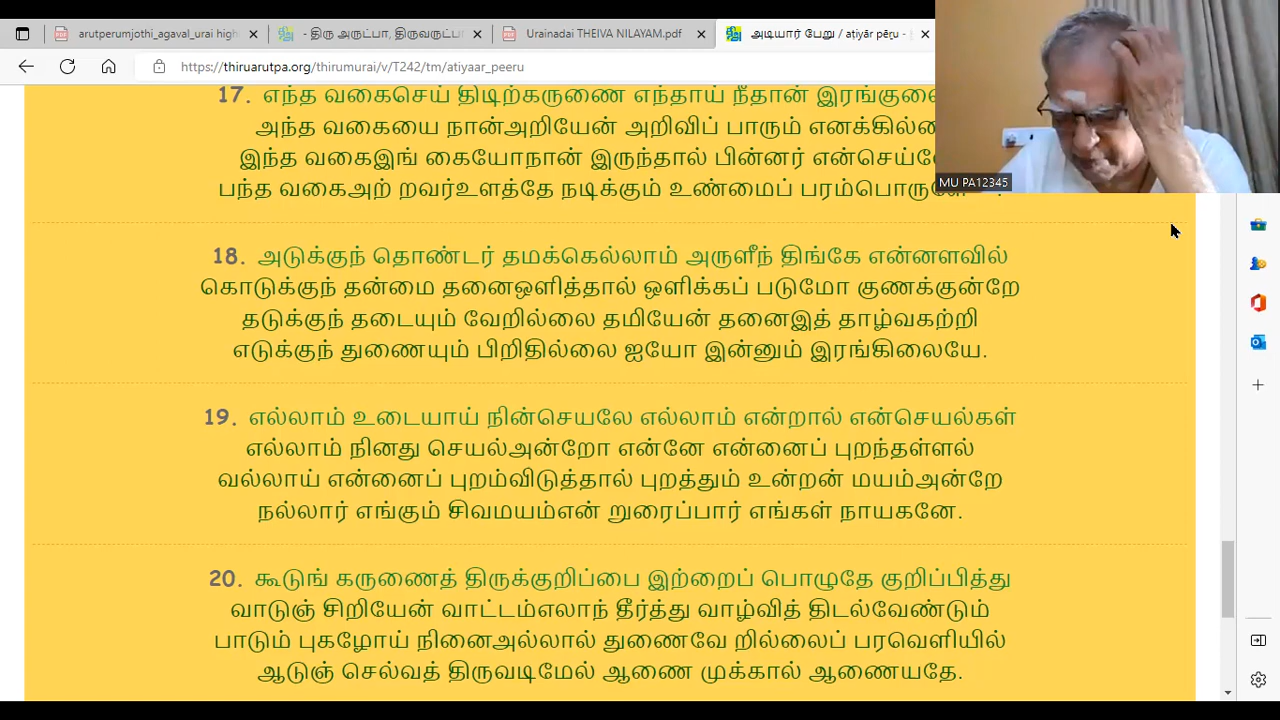 arutperumjothi_agaval_urai high
- திரு அருட்பா, திருவருட்பா
Urainadai THEIVA NILAYAM.pdf
அடியார் பேறு / aṭiyār pēṟu -
https://thiruarutpa.org/thirumurai/v/T242/tm/atiyaar_peeru
17. எந்த வகைசெய் திடிற்கருணை எந்தாய் நீதான்
அந்த வகையை நான்அறியேன் அறிவிப் பாரும்
இந்த வகைஇங் கையோநான் இருந்தால் பின்னர்
பந்த வகைஅற் றவர்உளத்தே நடிக்கும் உண்மைப்
MU PA12345
18. அடுக்குந் தொண்டர் தமக்கெல்லாம் அருளீந் திங்கே என்னளவில்
கொடுக்குந் தன்மை தனைஒளித்தால் ஒளிக்கப் படுமோ குணக்குன்றே
தடுக்குந் தடையும் வேறில்லை தமியேன் தனைஇத் தாழ்வகற்றி
எடுக்குந் துணையும் பிறிதில்லை ஐயோ இன்னும் இரங்கிலையே.
19. எல்லாம் உடையாய் நின்செயலே எல்லாம் என்றால் என்செயல்கள்
எல்லாம் நினது செயல்அன்றோ என்னே என்னைப் புறந்தள்ளல்
வல்லாய் என்னைப் புறம்விடுத்தால் புறத்தும் உன்றன் மயம்அன்றே
நல்லார் எங்கும் சிவமயம்என் றுரைப்பார் எங்கள் நாயகனே.
20. கூடுங் கருணைத் திருக்குறிப்பை இற்றைப் பொழுதே குறிப்பித்து
வாடுஞ் சிறியேன் வாட்டம்எலாந் தீர்த்து வாழ்வித் திடல்வேண்டும்
பாடும் புகழோய் நினைஅல்லால் துணைவே றில்லைப் பரவெளியில்
ஆடுஞ் செல்வத் திருவடிமேல் ஆணை முக்கால் ஆணையதே.